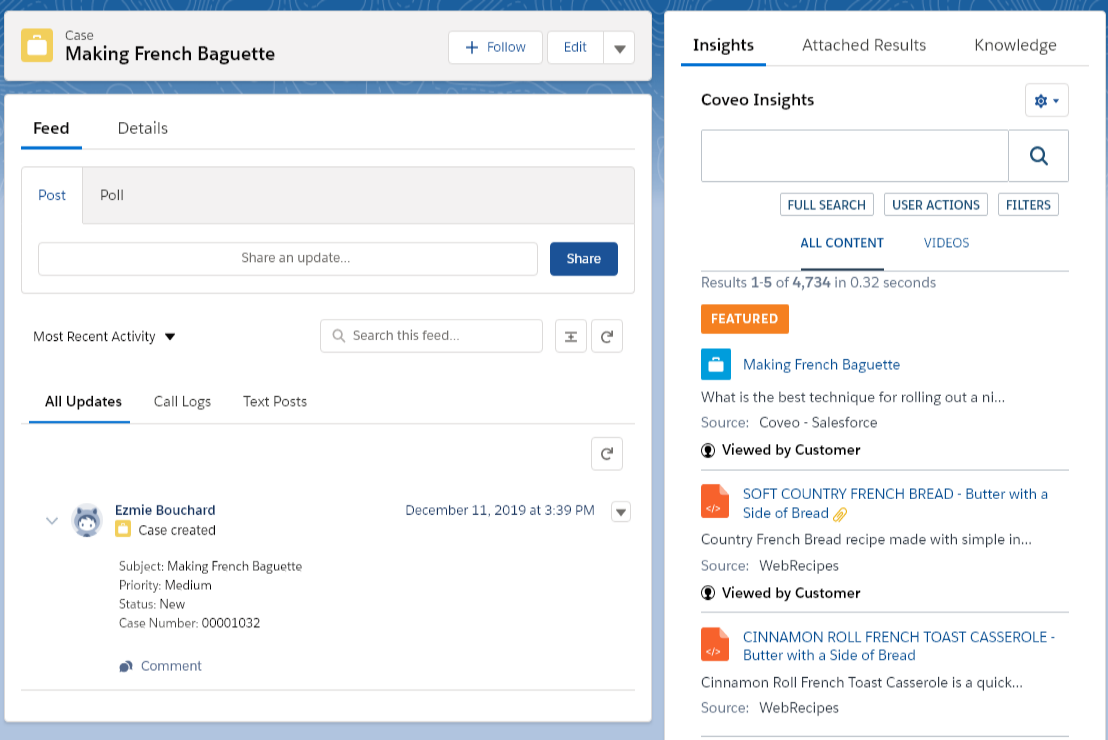 Case
Making French Baguette
Follow
Edit
Feed
Details
Post
Poll
Share an update...
Share
Most Recent Activity
Search this feed...
All Updates
Call Logs
Text Posts
Ezmie Bouchard
December 11, 2019 at 3:39 PM
Case created
Subject: Making French Baguette
Priority: Medium
Status: New
Case Number: 00001032
Comment
Insights
Attached Results
Knowledge
Coveo Insights
FULL SEARCH
USER ACTIONS
FILTERS
ALL CONTENT
VIDEOS
Results 1-5 of 4,734 in 0.32 seconds
FEATURED
Making French Baguette
What is the best technique for rolling out a ni...
Source: Coveo - Salesforce
Viewed by Customer
</>
SOFT COUNTRY FRENCH BREAD - Butter with a
Side of Bread
Country French Bread recipe made with simple in...
Source: WebRecipes
Viewed by Customer
</>
CINNAMON ROLL FRENCH TOAST CASSEROLE -
Butter with a Side of Bread
Cinnamon Roll French Toast Casserole is a quick...
Source: WebRecipes